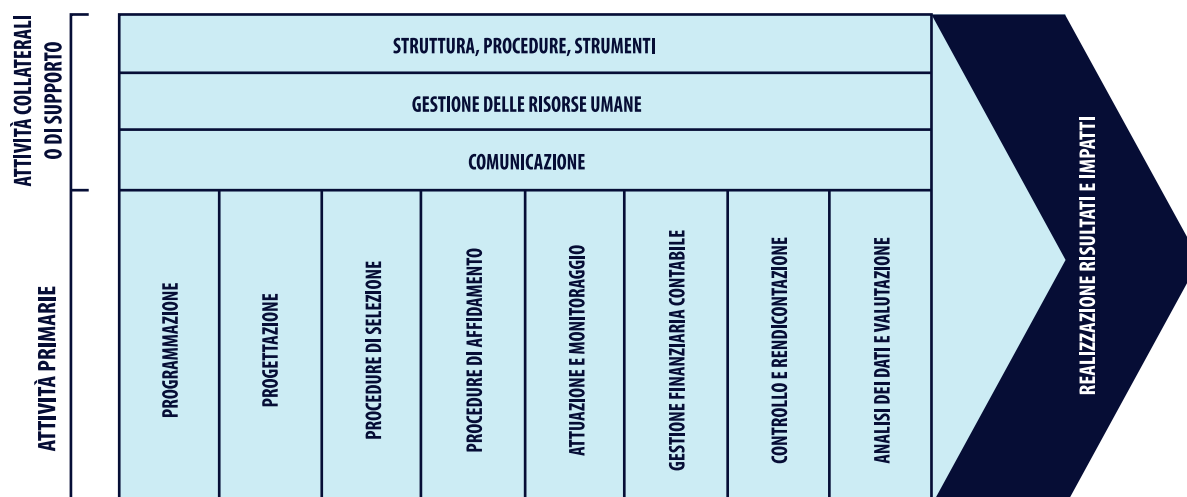 ATTIVITÀ COLLATERALI
O DI SUPPORTO
STRUTTURA, PROCEDURE, STRUMENTI
GESTIONE DELLE RISORSE UMANE
COMUNICAZIONE
ATTIVITÀ PRIMARIE
PROGRAMMAZIONE
PROGETTAZIONE
PROCEDURE DI SELEZIONE
PROCEDURE DI AFFIDAMENTO
ATTUAZIONE E MONITORAGGIO
GESTIONE FINANZIARIA CONTABILE
CONTROLLO E RENDICONTAZIONE
ANALISI DEI DATI E VALUTAZIONE
REALIZZAZIONE RISULTATI E IMPATTI